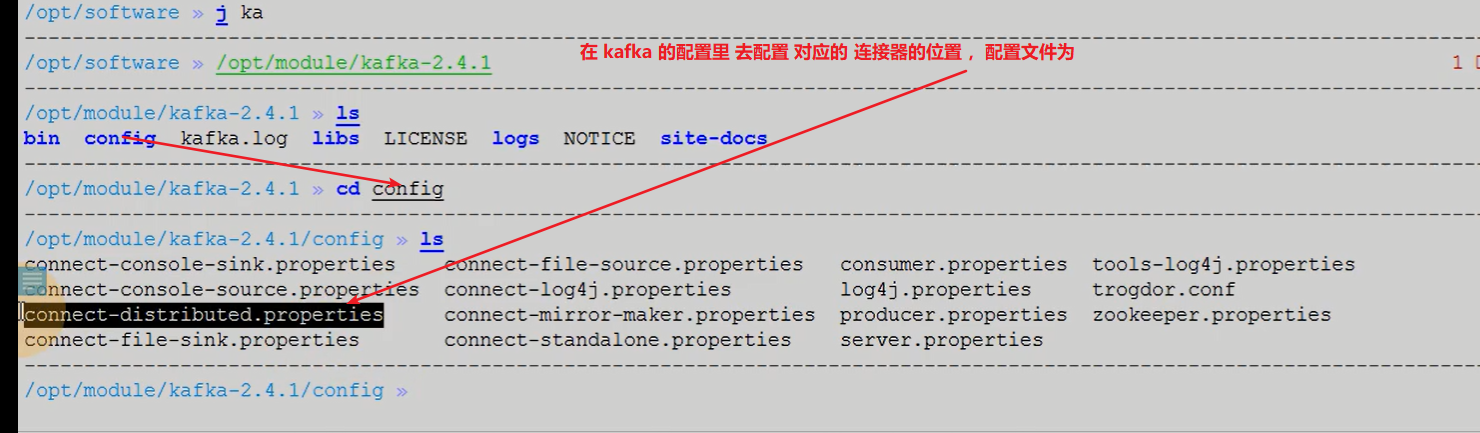 /opt/software » j ka
/opt/software » /opt/module/kafka-2.4.1
在 kafka 的配置里 去配置 对应的 连接器的位置 ，配置文件为
1
/opt/module/kafka-2.4.1 » ls
bin config kafka.log libs LICENSE logs NOTICE site-docs
/opt/module/kafka-2.4.1 » cd config
/opt/module/kafka-2.4.1/config » ls
connect-console-sink.properties connect-file-source.properties consumer.properties tools-log4j.properties
connect-console-source.properties connect-log4j.properties log4j.properties trogdor.conf
connect-distributed.properties connect-mirror-maker.properties producer.properties zookeeper.properties
connect-file-sink.properties connect-standalone.properties server.properties
/opt/module/kafka-2.4.1/config »